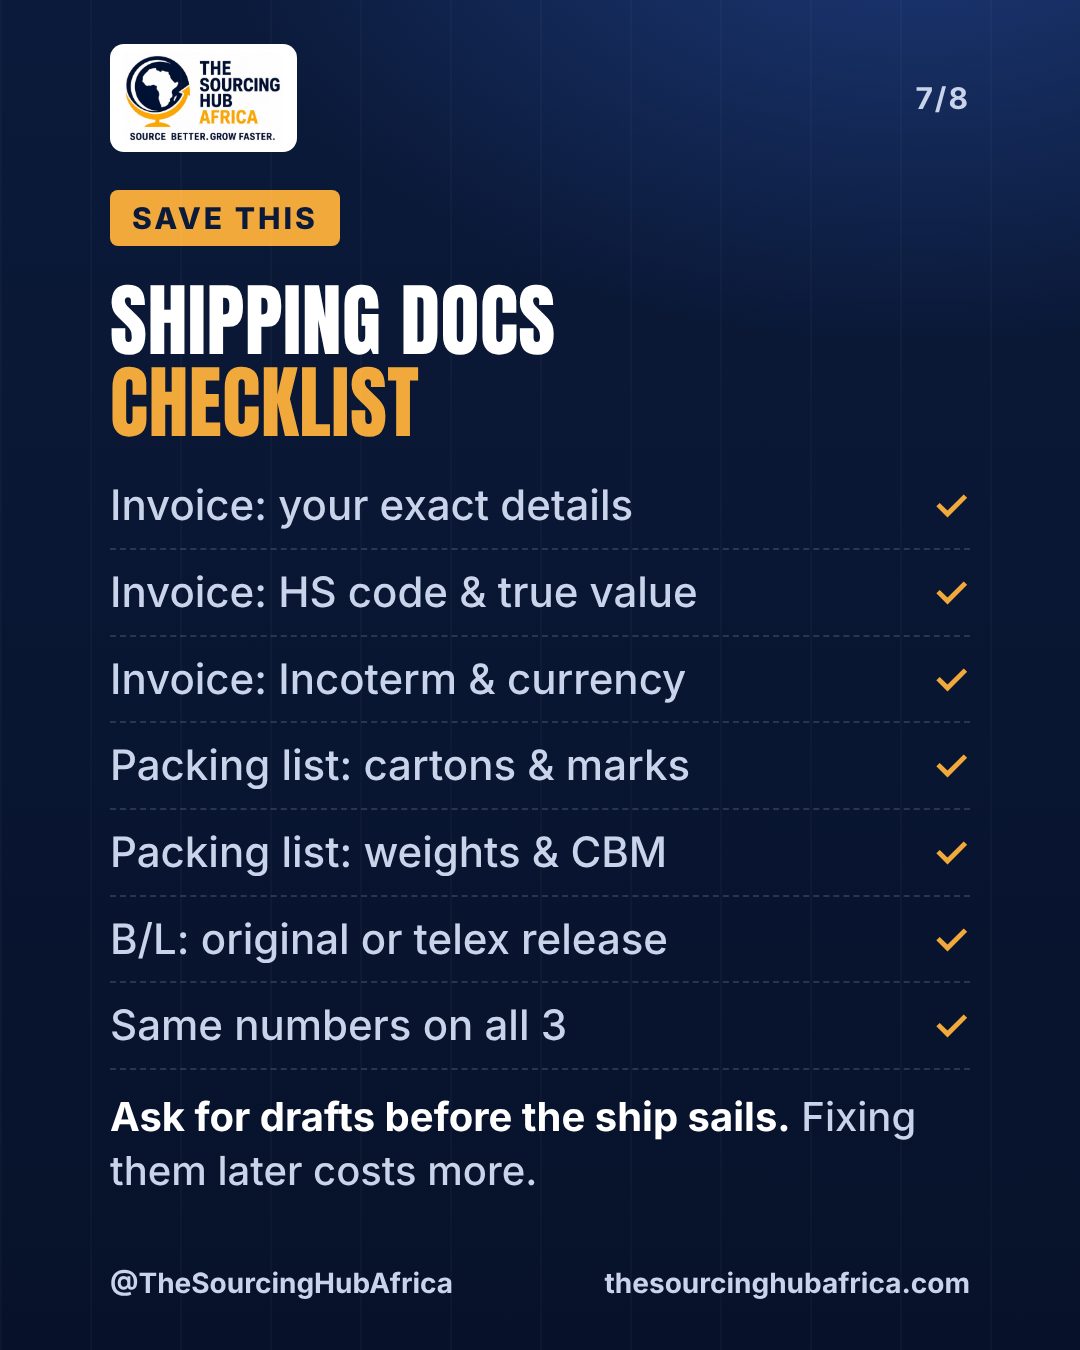 THE
SOURCING
HUB
AFRICA
SOURCE BETTER. GROW FASTER.
7/8
SAVE THIS
SHIPPING DOCS
CHECKLIST
Invoice: your exact details
Invoice: HS code & true value
Invoice: Incoterm & currency
Packing list: cartons & marks
Packing list: weights & CBM
B/L: original or telex release
Same numbers on all 3
Ask for drafts before the ship sails. Fixing
them later costs more.
@TheSourcingHubAfrica
thesourcinghubafrica.com